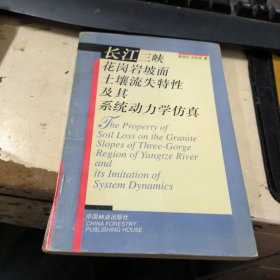 长江三峡
花岗岩坡面
土壤流失特性
及其
系统动力学仿真
The Property of
Soil Loss on the Granite
Slopes of Three-Gorge
Region of Yangtze River
and
its Imitation of
System Dynamics
中国林业出版社
CHINA FORESTRY
PUBLISHING HOUSE